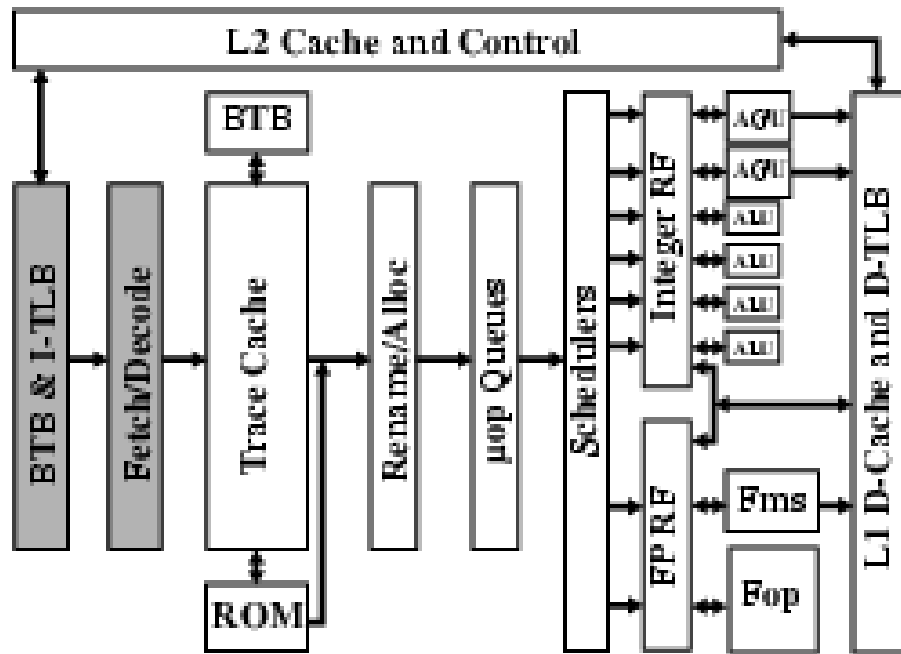 L2 Cache and Control
BTB
BTB & I-TLB
Fetch/Decode
Trace Cache
ROM
Rename/Alloc
µop Queues
Schedulers
Integer RF
FP RF
AGU
AGU
ALU
ALU
ALU
ALU
Fms
Fop
L1 D-Cache and D-TLB